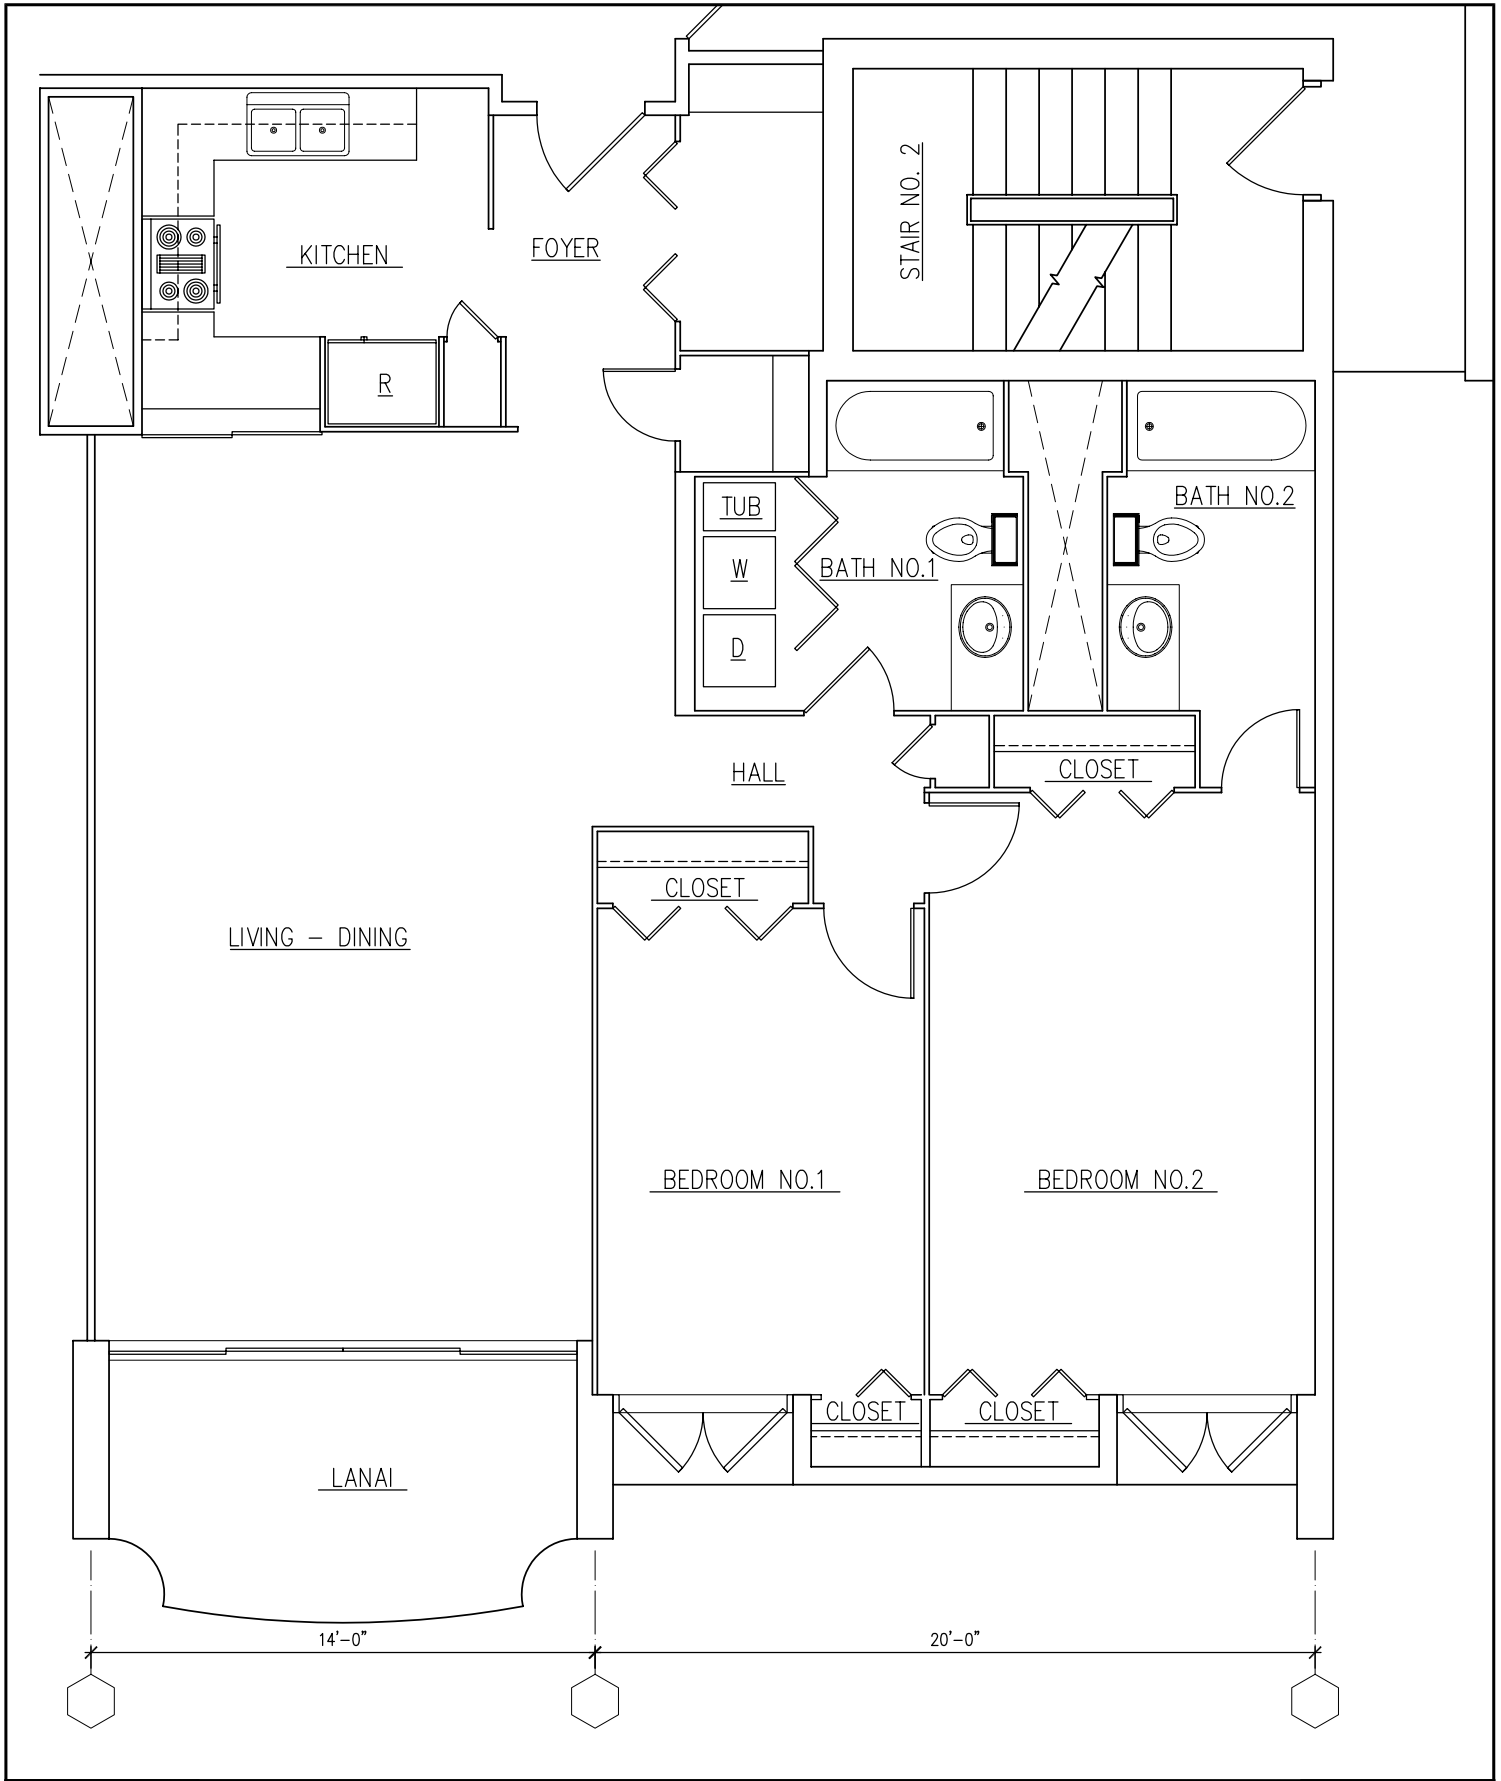 STAIR NO. 2
KITCHEN
FOYER
R
TUB
BATH NO.2
W
BATH NO.1
D
HALL
CLOSET
CLOSET
LIVING – DINING
BEDROOM NO.1
BEDROOM NO.2
CLOSET
CLOSET
LANAI
14'–0"
20'–0"